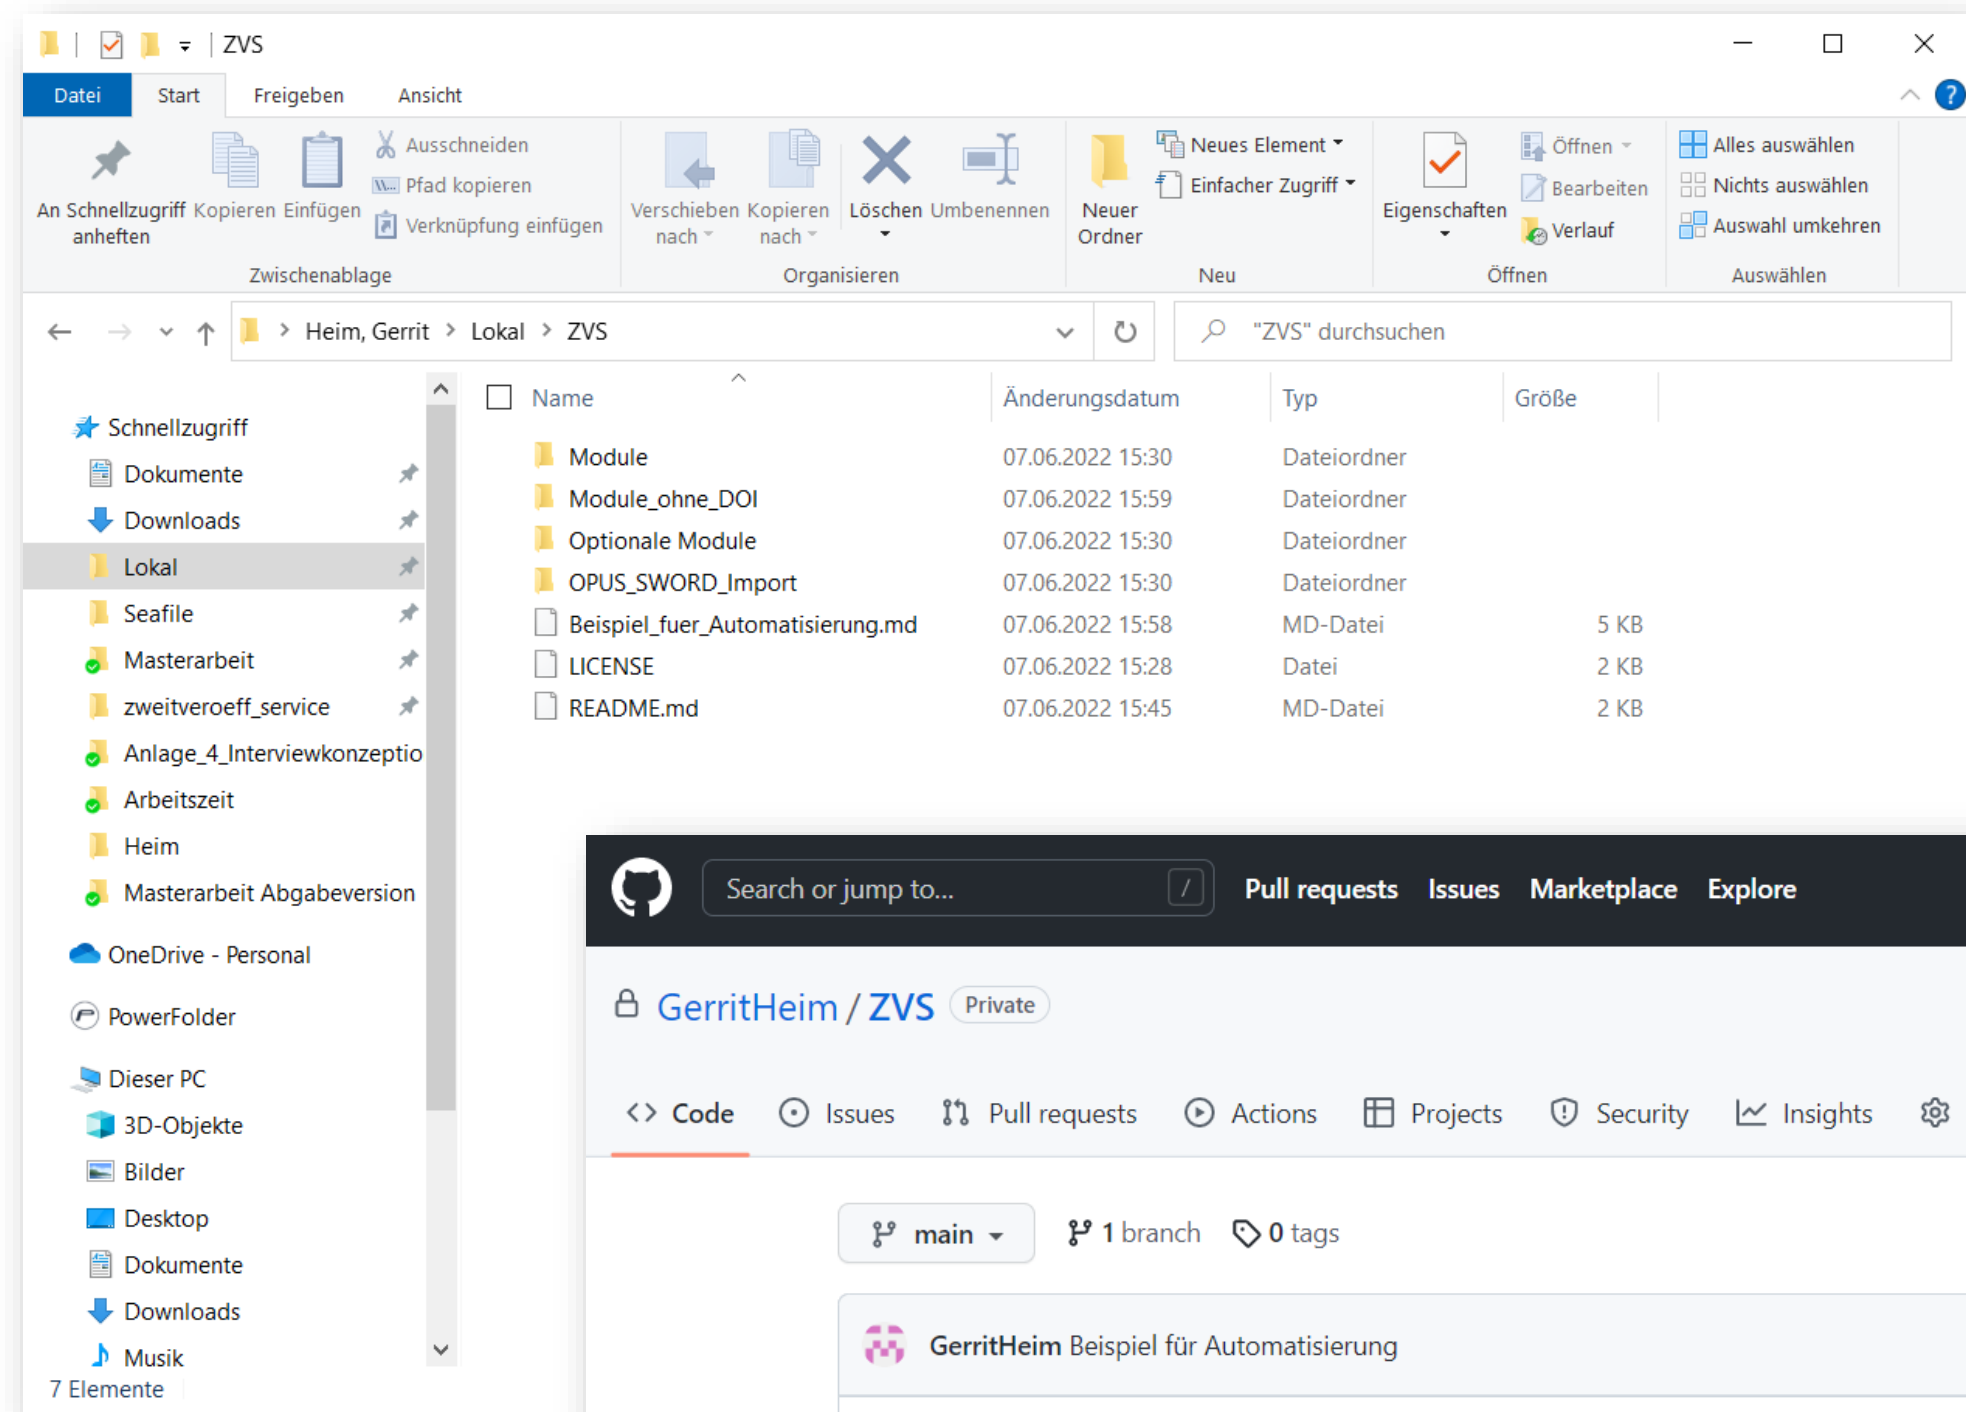 ZVS
Datei Start Freigeben Ansicht
An Schnellzugriff anheften
Kopieren
Einfügen
Ausschneiden
Pfad kopieren
Verknüpfung einfügen
Zwischenablage
Verschieben nach
Kopieren nach
Löschen
Umbenennen
Organisieren
Neuer Ordner
Neues Element
Einfacher Zugriff
Neu
Eigenschaften
Öffnen
Bearbeiten
Verlauf
Öffnen
Alles auswählen
Nichts auswählen
Auswahl umkehren
Auswählen
Heim, Gerrit > Lokal > ZVS
"ZVS" durchsuchen
Schnellzugriff
Dokumente
Downloads
Lokal
Seafile
Masterarbeit
zweitveroeff_service
Anlage_4_Interviewkonzeptio
Arbeitszeit
Heim
Masterarbeit Abgabeversion
OneDrive - Personal
PowerFolder
Dieser PC
3D-Objekte
Bilder
Desktop
Dokumente
Downloads
Musik
7 Elemente
Name Änderungsdatum Typ Größe
Module 07.06.2022 15:30 Dateiordner
Module_ohne_DOI 07.06.2022 15:59 Dateiordner
Optionale Module 07.06.2022 15:30 Dateiordner
OPUS_SWORD_Import 07.06.2022 15:30 Dateiordner
Beispiel_fuer_Automatisierung.md 07.06.2022 15:58 MD-Datei 5 KB
LICENSE 07.06.2022 15:28 Datei 2 KB
README.md 07.06.2022 15:45 MD-Datei 2 KB
Search or jump to... / Pull requests Issues Marketplace Explore
GerritHeim / ZVS Private
<> Code Issues Pull requests Actions Projects Security Insights
main 1 branch 0 tags
GerritHeim Beispiel für Automatisierung